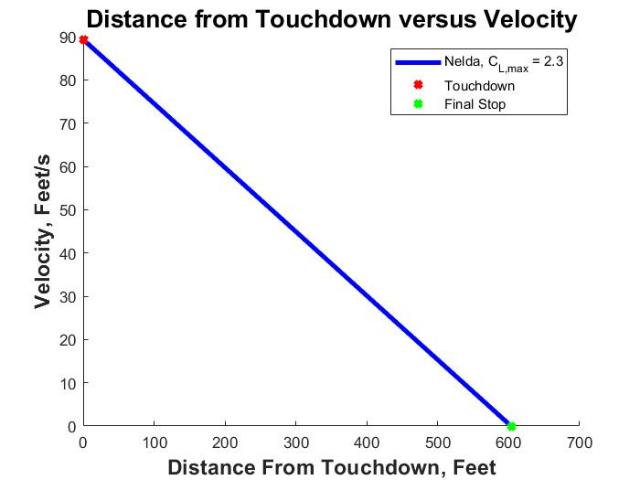 Distance from Touchdown versus Velocity
Nelda, C_L,max = 2.3
Touchdown
Final Stop
Velocity, Feet/s
90
80
70
60
50
40
30
20
10
0
0 100 200 300 400 500 600 700
Distance From Touchdown, Feet